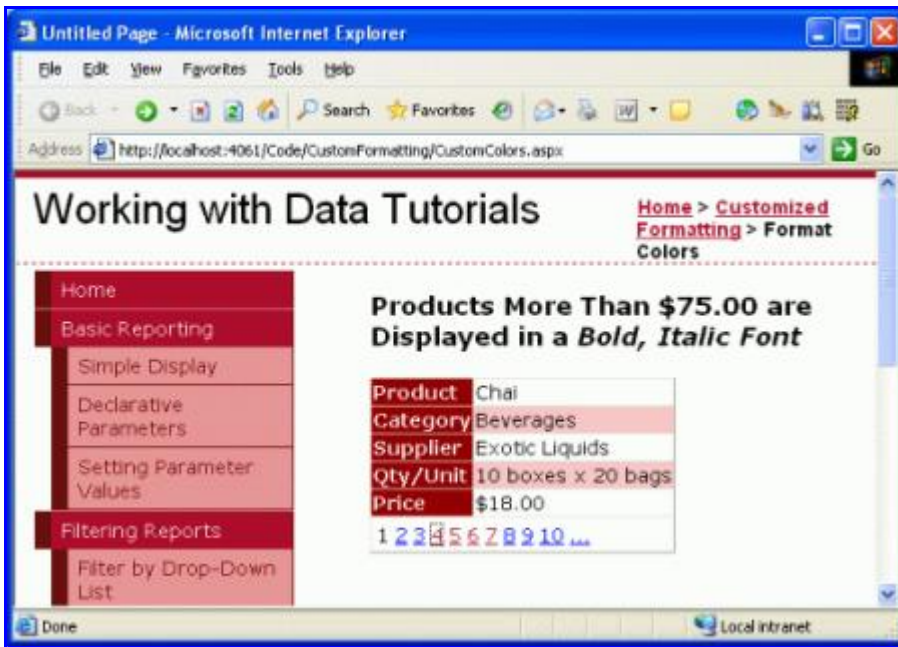 Untitled Page - Microsoft Internet Explorer
File Edit View Favorites Tools Help
Back Search Favorites
Address http://localhost:4061/Code/CustomFormatting/CustomColors.aspx Go
Working with Data Tutorials
Home > Customized
Formatting > Format
Colors
Home
Basic Reporting
Simple Display
Declarative
Parameters
Setting Parameter
Values
Filtering Reports
Filter by Drop-Down
List
Products More Than $75.00 are
Displayed in a Bold, Italic Font
Product Chai
Category Beverages
Supplier Exotic Liquids
Qty/Unit 10 boxes x 20 bags
Price $18.00
1 2 3 4 5 6 7 8 9 10 ...
Done Local intranet